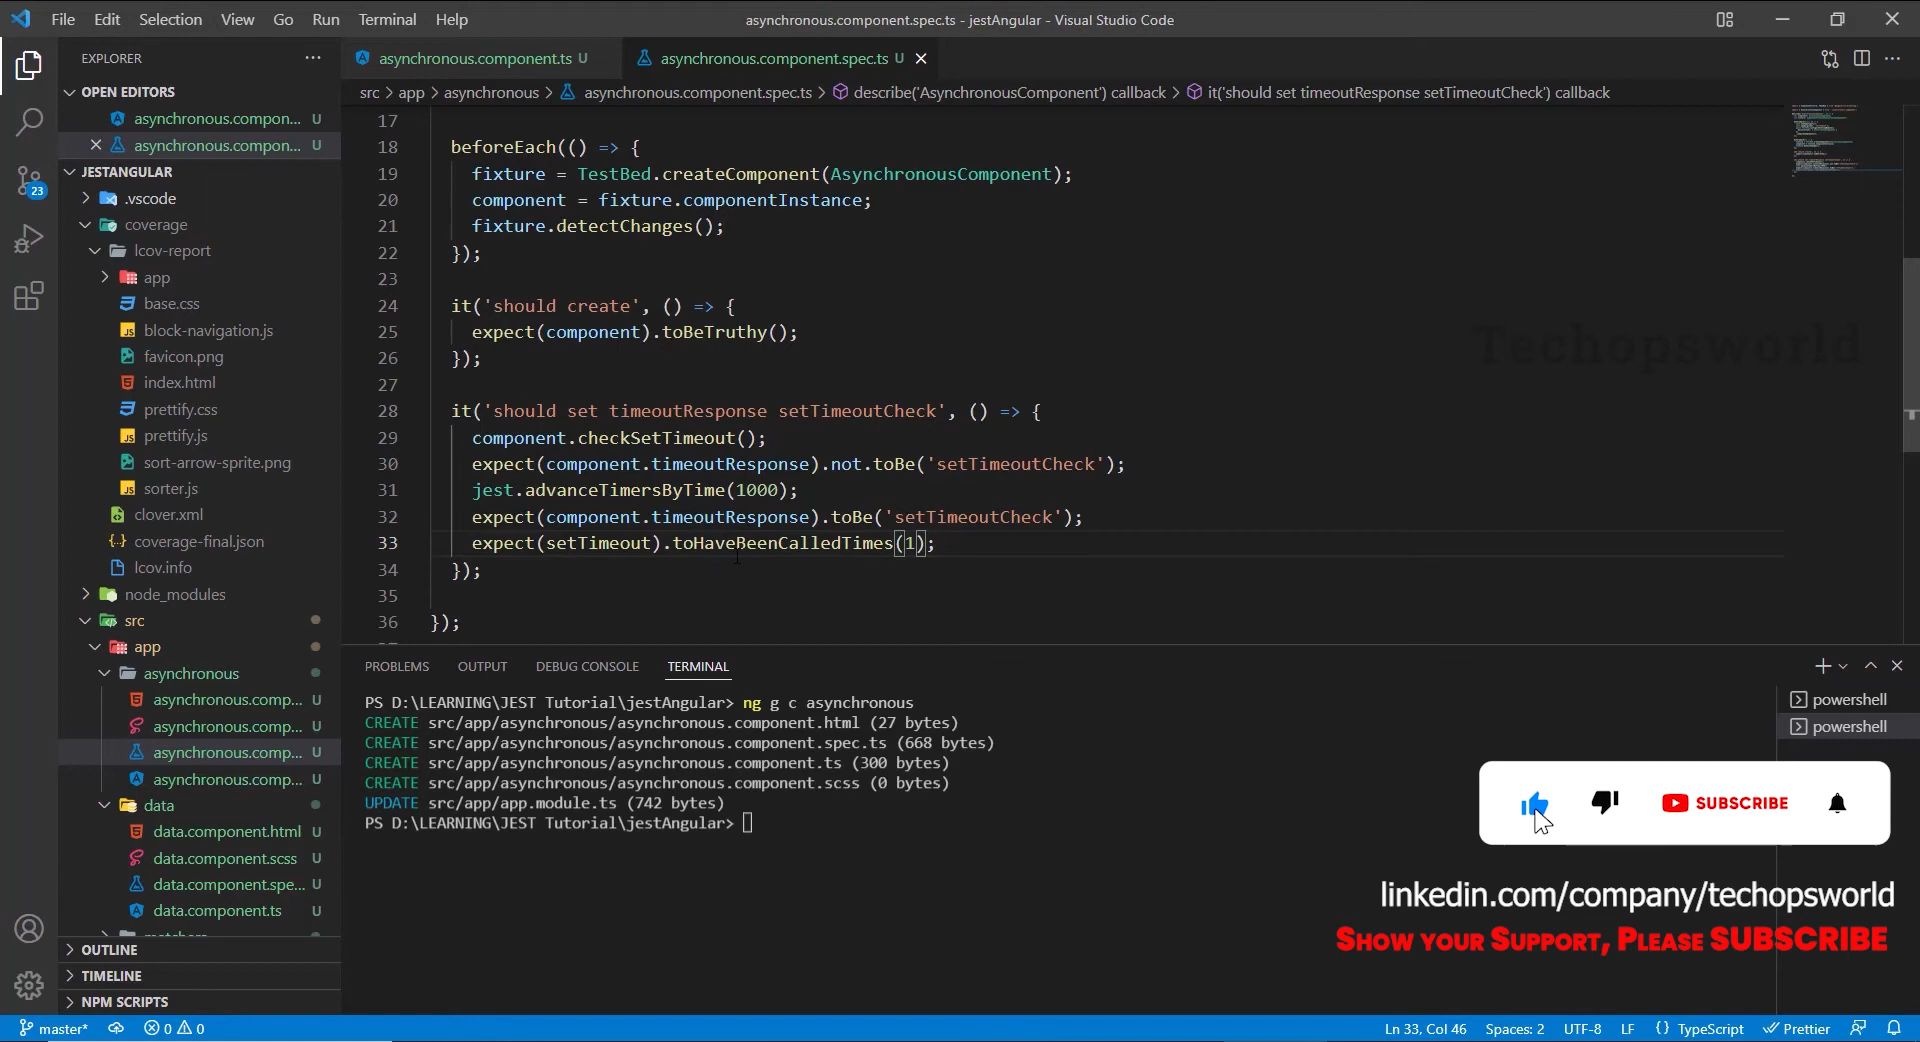 File Edit Selection View Go Run Terminal Help
asynchronous.component.spec.ts - jestAngular - Visual Studio Code
EXPLORER
asynchronous.component.ts U
asynchronous.component.spec.ts U
OPEN EDITORS
src > app > asynchronous > asynchronous.component.spec.ts > describe('AsynchronousComponent') callback > it('should set timeoutResponse setTimeoutCheck') callback
asynchronous.compon... U
asynchronous.compon... U
JESTANGULAR
.vscode
coverage
lcov-report
app
base.css
block-navigation.js
favicon.png
index.html
prettify.css
prettify.js
sort-arrow-sprite.png
sorter.js
clover.xml
coverage-final.json
lcov.info
node_modules
src
app
asynchronous
asynchronous.comp... U
asynchronous.comp... U
asynchronous.comp... U
asynchronous.comp... U
data
data.component.html U
data.component.scss U
data.component.spe... U
data.component.ts U
OUTLINE
TIMELINE
NPM SCRIPTS
23
17
18 beforeEach(() => {
19 fixture = TestBed.createComponent(AsynchronousComponent);
20 component = fixture.componentInstance;
21 fixture.detectChanges();
22 });
23
24 it('should create', () => {
25 expect(component).toBeTruthy();
26 });
27
28 it('should set timeoutResponse setTimeoutCheck', () => {
29 component.checkSetTimeout();
30 expect(component.timeoutResponse).not.toBe('setTimeoutCheck');
31 jest.advanceTimersByTime(1000);
32 expect(component.timeoutResponse).toBe('setTimeoutCheck');
33 expect(setTimeout).toHaveBeenCalledTimes(1);
34 });
35
36 });
Techopsworld
PROBLEMS OUTPUT DEBUG CONSOLE TERMINAL
PS D:\LEARNING\JEST Tutorial\jestAngular> ng g c asynchronous
CREATE src/app/asynchronous/asynchronous.component.html (27 bytes)
CREATE src/app/asynchronous/asynchronous.component.spec.ts (668 bytes)
CREATE src/app/asynchronous/asynchronous.component.ts (300 bytes)
CREATE src/app/asynchronous/asynchronous.component.scss (0 bytes)
UPDATE src/app/app.module.ts (742 bytes)
PS D:\LEARNING\JEST Tutorial\jestAngular>
powershell
powershell
SUBSCRIBE
linkedin.com/company/techopsworld
SHOW YOUR SUPPORT, PLEASE SUBSCRIBE
master* 0 0
Ln 33, Col 46 Spaces: 2 UTF-8 LF {} TypeScript Prettier